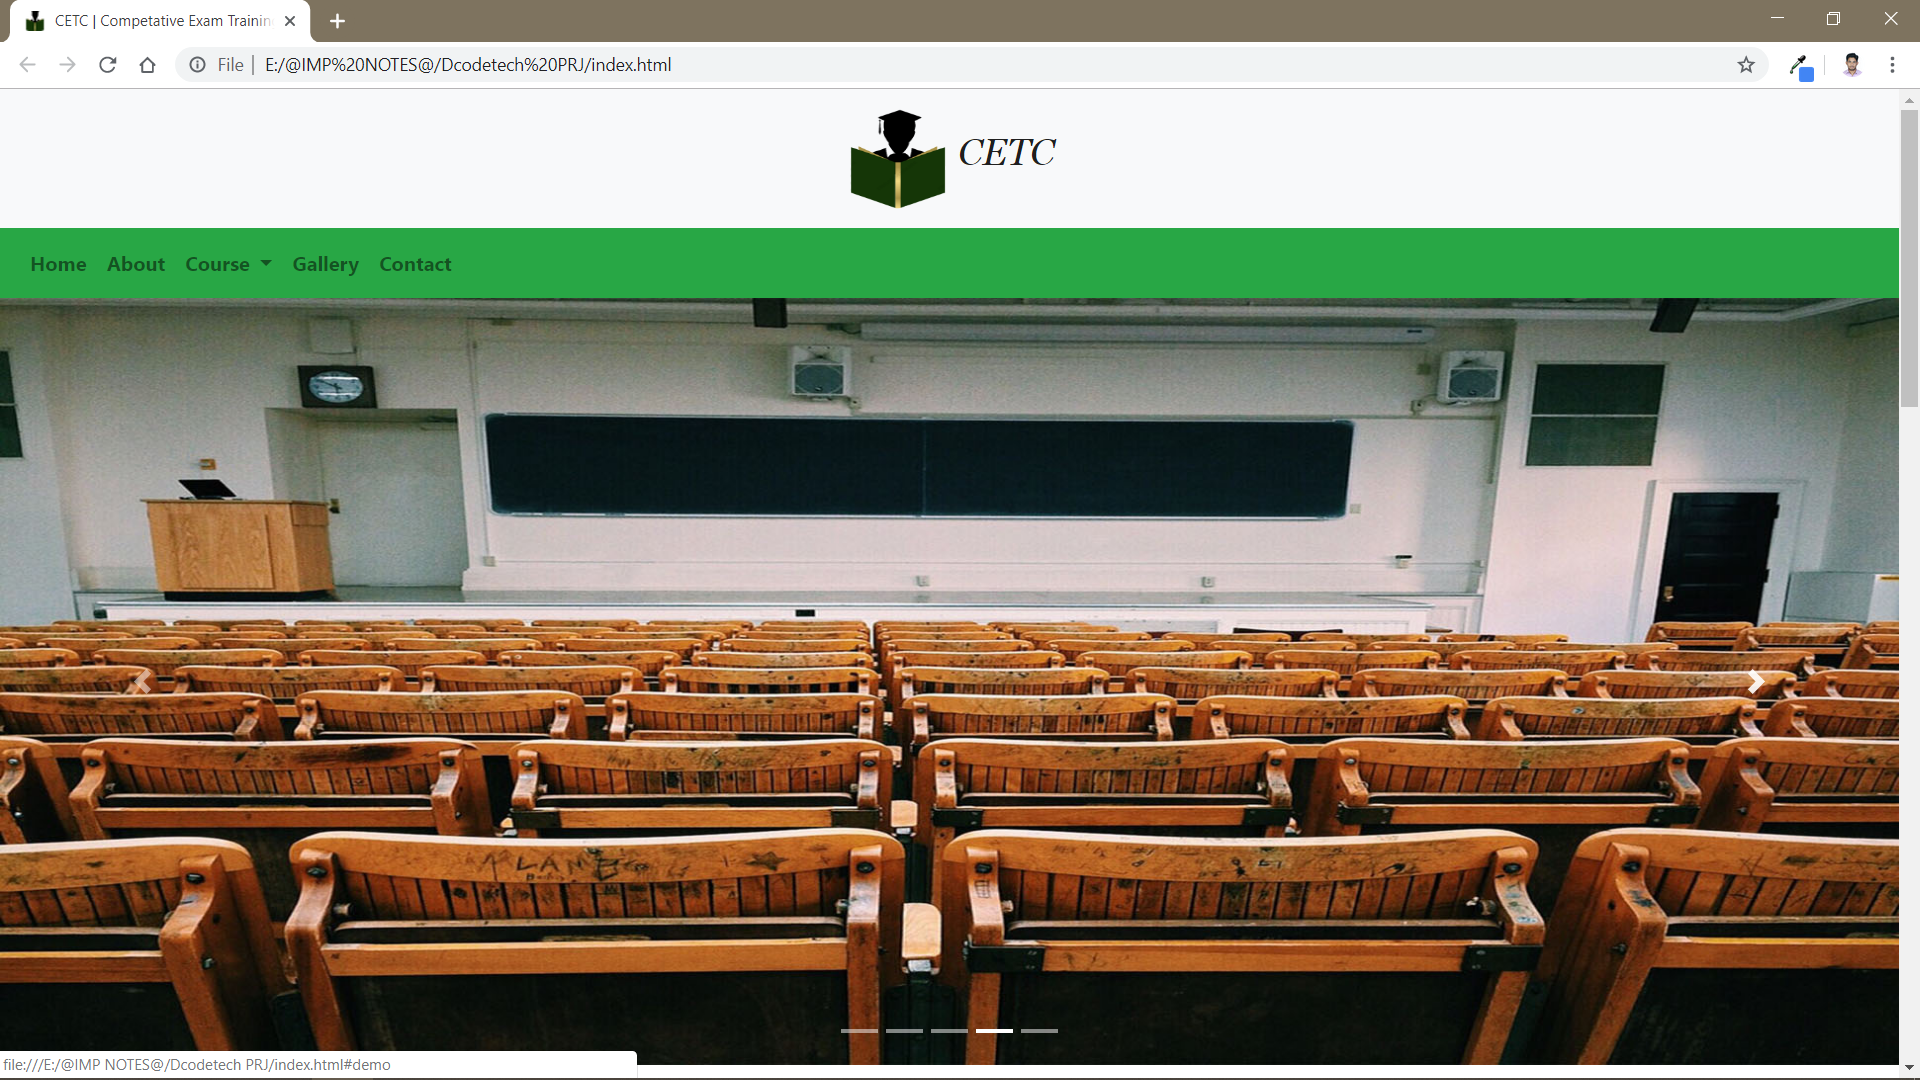 CETC | Competative Exam Trainin
File | E:/@IMP%20NOTES@/Dcodetech%20PRJ/index.html
CETC
Home About Course Gallery Contact
file:///E:/@IMP NOTES@/Dcodetech PRJ/index.html#demo